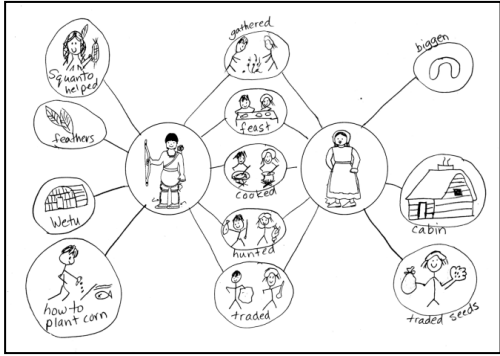 Squanto
helped
feathers
Wetu
how to
plant corn
gathered
feast
cooked
hunted
traded
biggen
cabin
traded seeds